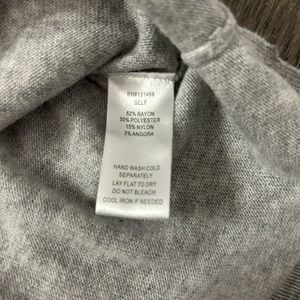 RN#131466
SELF
52% RAYON
30% POLYESTER
15% NYLON
3% ANGORA
HAND WASH COLD
SEPARATELY
LAY FLAT TO DRY
DO NOT BLEACH
COOL IRON IF NEEDED